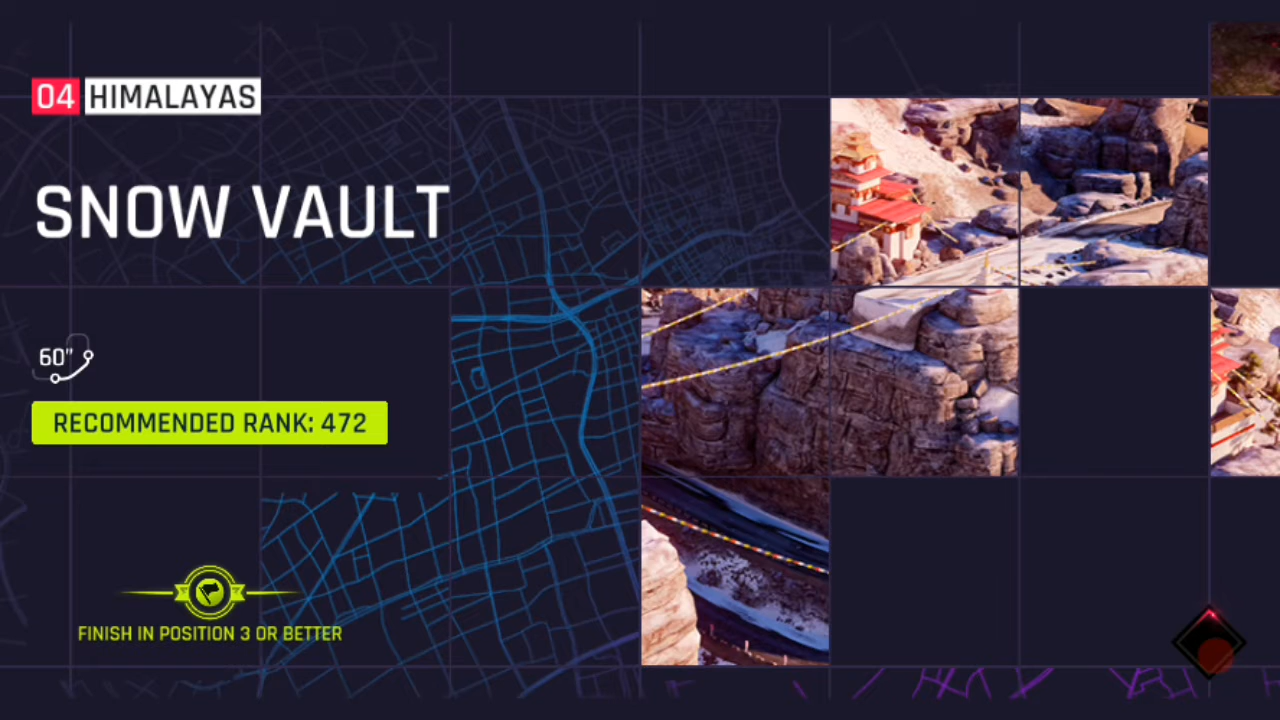 04 HIMALAYAS
SNOW VAULT
60"
RECOMMENDED RANK: 472
FINISH IN POSITION 3 OR BETTER